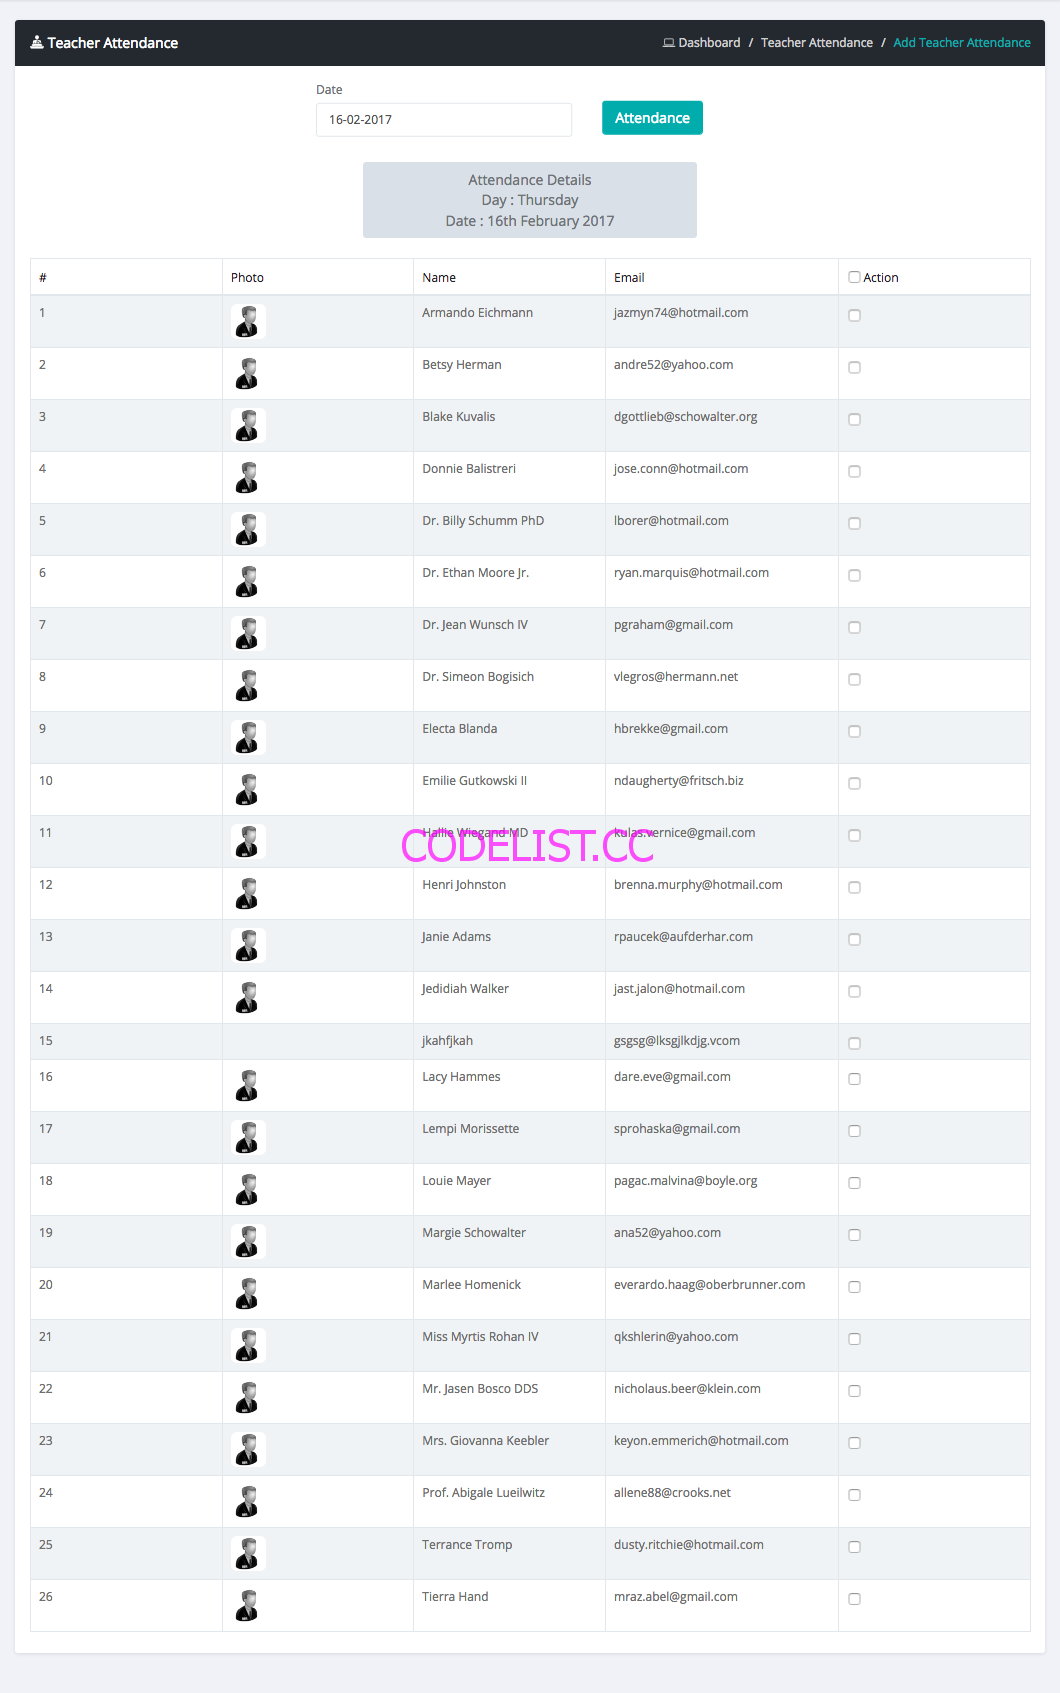 Teacher Attendance
Dashboard / Teacher Attendance / Add Teacher Attendance
Date
16-02-2017
Attendance
Attendance Details
Day : Thursday
Date : 16th February 2017
# Photo Name Email Action
1 Armando Eichmann jazmyn74@hotmail.com
2 Betsy Herman andre52@yahoo.com
3 Blake Kuvalis dgottlieb@schowalter.org
4 Donnie Balistreri jose.conn@hotmail.com
5 Dr. Billy Schumm PhD lborer@hotmail.com
6 Dr. Ethan Moore Jr. ryan.marquis@hotmail.com
7 Dr. Jean Wunsch IV pgraham@gmail.com
8 Dr. Simeon Bogisich vlegros@hermann.net
9 Electa Blanda hbrekke@gmail.com
10 Emilie Gutkowski II ndaugherty@fritsch.biz
11 Hallie Wiegand MD kulas.vernice@gmail.com
CODELIST.CC
12 Henri Johnston brenna.murphy@hotmail.com
13 Janie Adams rpaucek@aufderhar.com
14 Jedidiah Walker jast.jalon@hotmail.com
15 jkahfjkah gsgsg@lksgjlkdjg.vcom
16 Lacy Hammes dare.eve@gmail.com
17 Lempi Morissette sprohaska@gmail.com
18 Louie Mayer pagac.malvina@boyle.org
19 Margie Schowalter ana52@yahoo.com
20 Marlee Homenick everardo.haag@oberbrunner.com
21 Miss Myrtis Rohan IV qkshlerin@yahoo.com
22 Mr. Jasen Bosco DDS nicholaus.beer@klein.com
23 Mrs. Giovanna Keebler keyon.emmerich@hotmail.com
24 Prof. Abigale Lueilwitz allene88@crooks.net
25 Terrance Tromp dusty.ritchie@hotmail.com
26 Tierra Hand mraz.abel@gmail.com